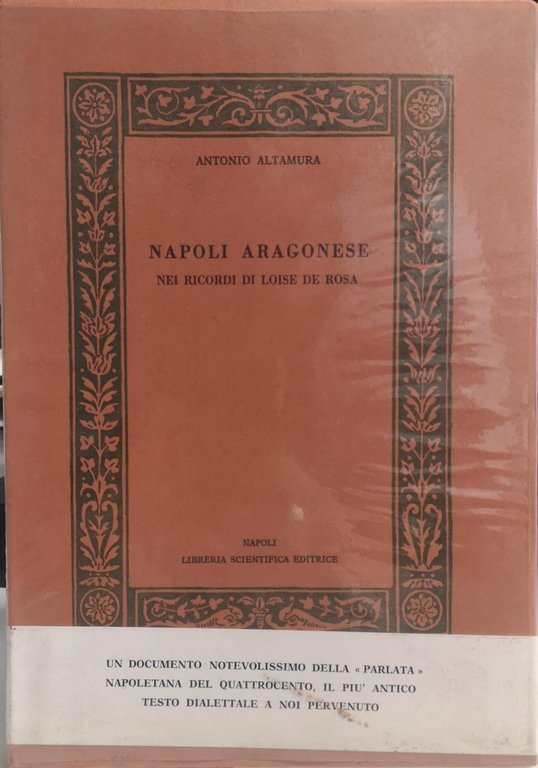 ANTONIO ALTAMURA
NAPOLI ARAGONESE
NEI RICORDI DI LOISE DE ROSA
NAPOLI
LIBRERIA SCIENTIFICA EDITRICE
UN DOCUMENTO NOTEVOLISSIMO DELLA « PARLATA »
NAPOLETANA DEL QUATTROCENTO, IL PIU' ANTICO
TESTO DIALETTALE A NOI PERVENUTO